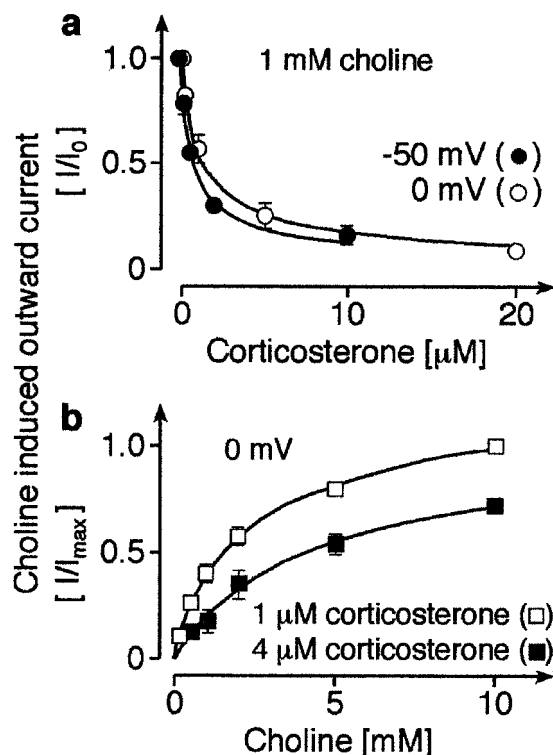 a
1 mM choline
1.0
0.5
0
-50 mV (●)
0 mV (○)
0 10 20
Corticosterone [μM]
Choline induced outward current
[ I/I₀ ]
b
0 mV
1.0
0.5
0
[ I/Iₘₐₓ ]
1 μM corticosterone (□)
4 μM corticosterone (■)
0 5 10
Choline [mM]